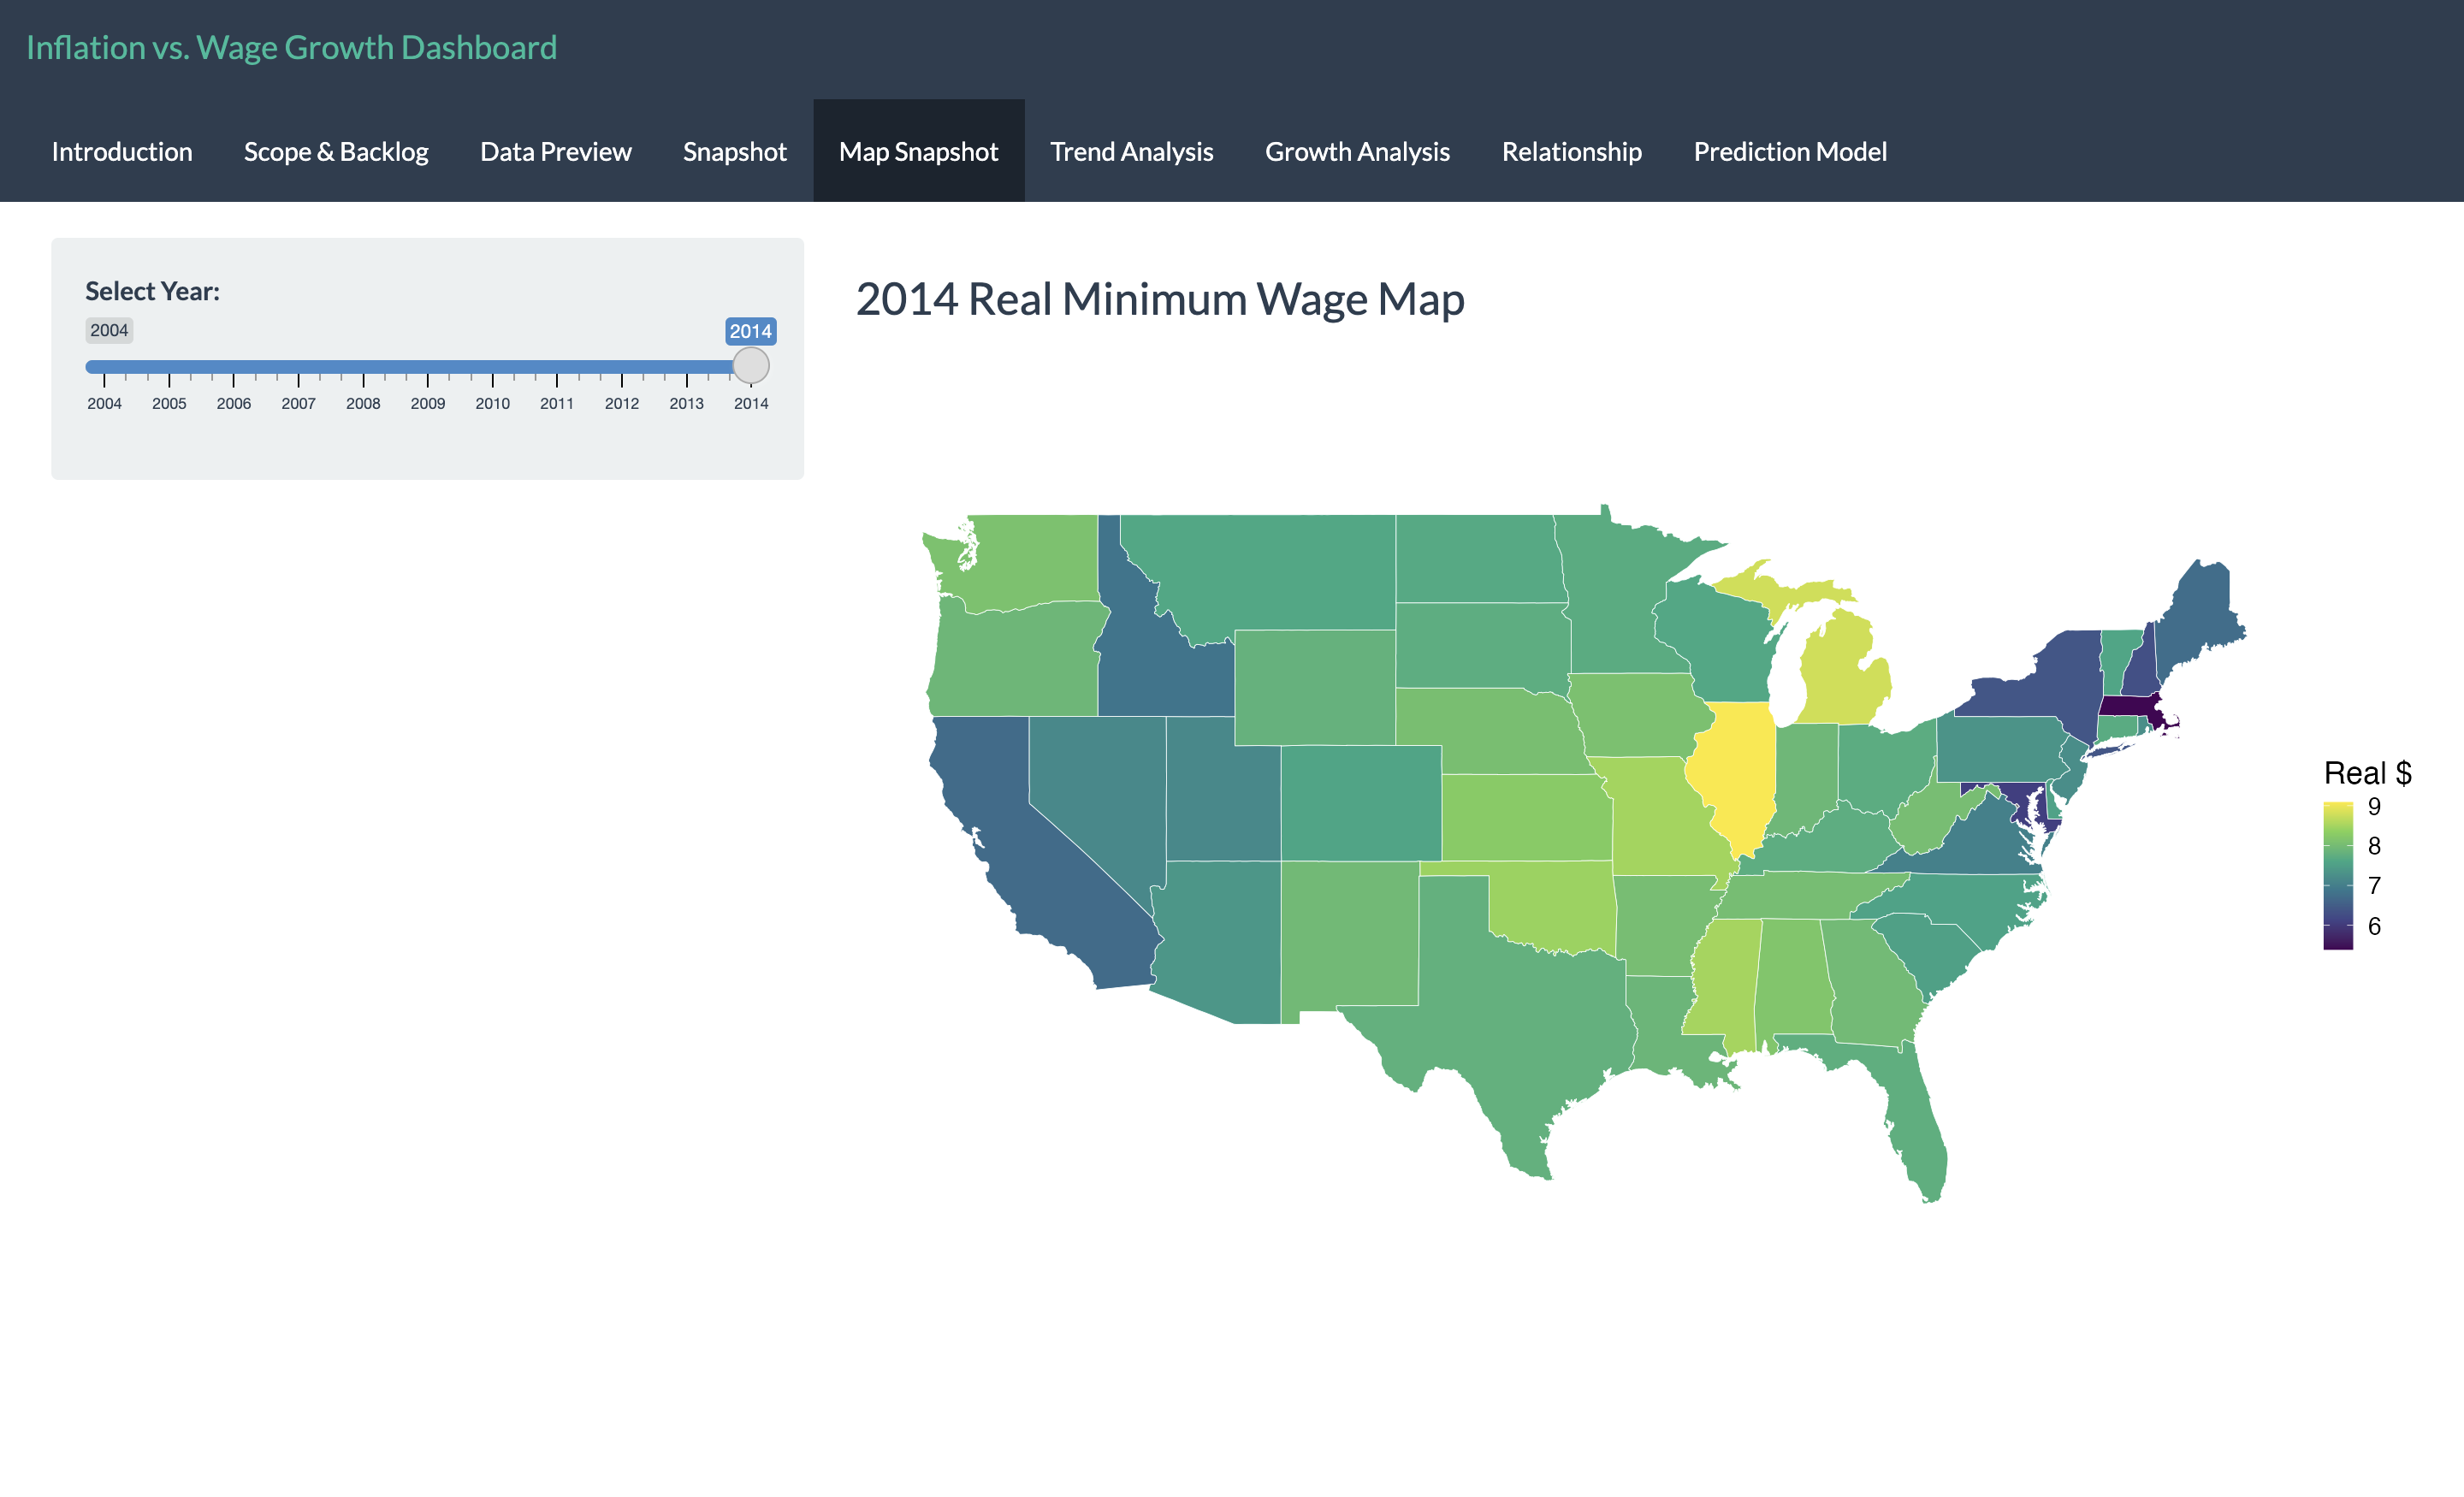 Inflation vs. Wage Growth Dashboard
Introduction Scope & Backlog Data Preview Snapshot Map Snapshot Trend Analysis Growth Analysis Relationship Prediction Model
Select Year:
2004 2014
2004 2005 2006 2007 2008 2009 2010 2011 2012 2013 2014
2014 Real Minimum Wage Map
Real $
9
8
7
6